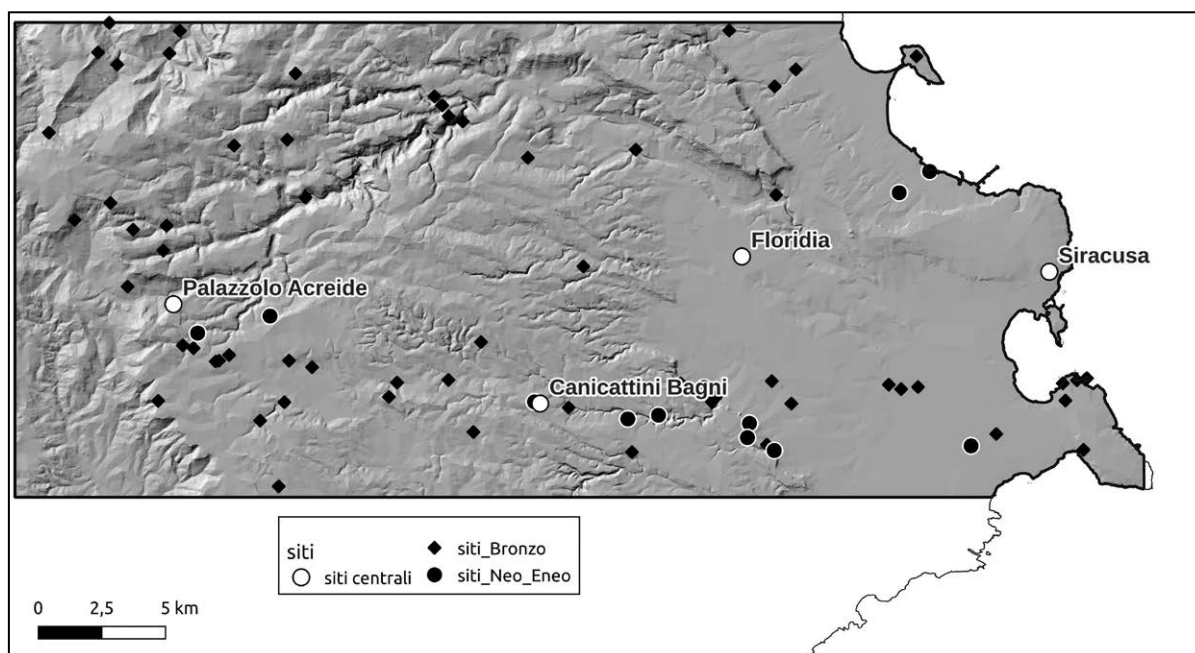 Floridia
Siracusa
Palazzolo Acreide
Canicattini Bagni
siti
siti centrali
siti_Bronzo
siti_Neo_Eneo
0 2,5 5 km